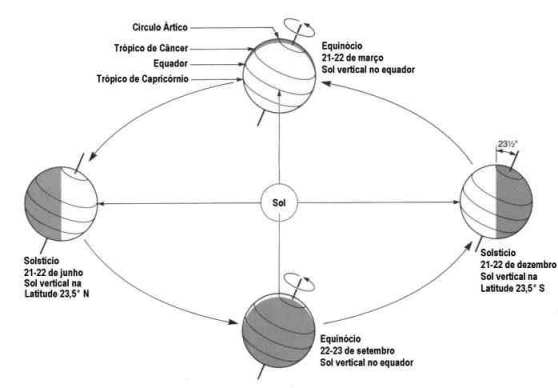 Círculo Ártico
Trópico de Câncer
Equador
Trópico de Capricórnio
Equinócio
21-22 de março
Sol vertical no equador
23½°
Sol
Solstício
21-22 de junho
Sol vertical na
Latitude 23,5° N
Solstício
21-22 de dezembro
Sol vertical na
Latitude 23,5° S
Equinócio
22-23 de setembro
Sol vertical no equador